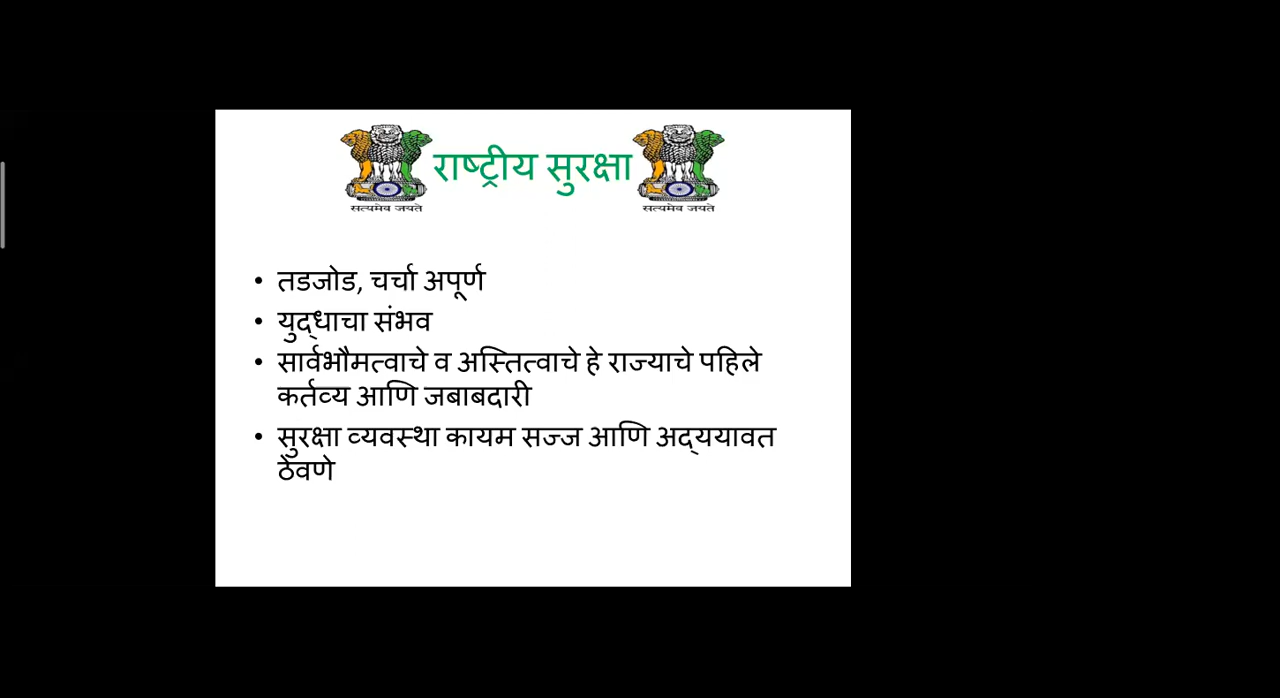 राष्ट्रीय सुरक्षा
सत्यमेव जयते
सत्यमेव जयते
• तडजोड, चर्चा अपूर्ण
• युद्धाचा संभव
• सार्वभौमत्वाचे व अस्तित्वाचे हे राज्याचे पहिले
कर्तव्य आणि जबाबदारी
• सुरक्षा व्यवस्था कायम सज्ज आणि अद्ययावत
ठेवणे